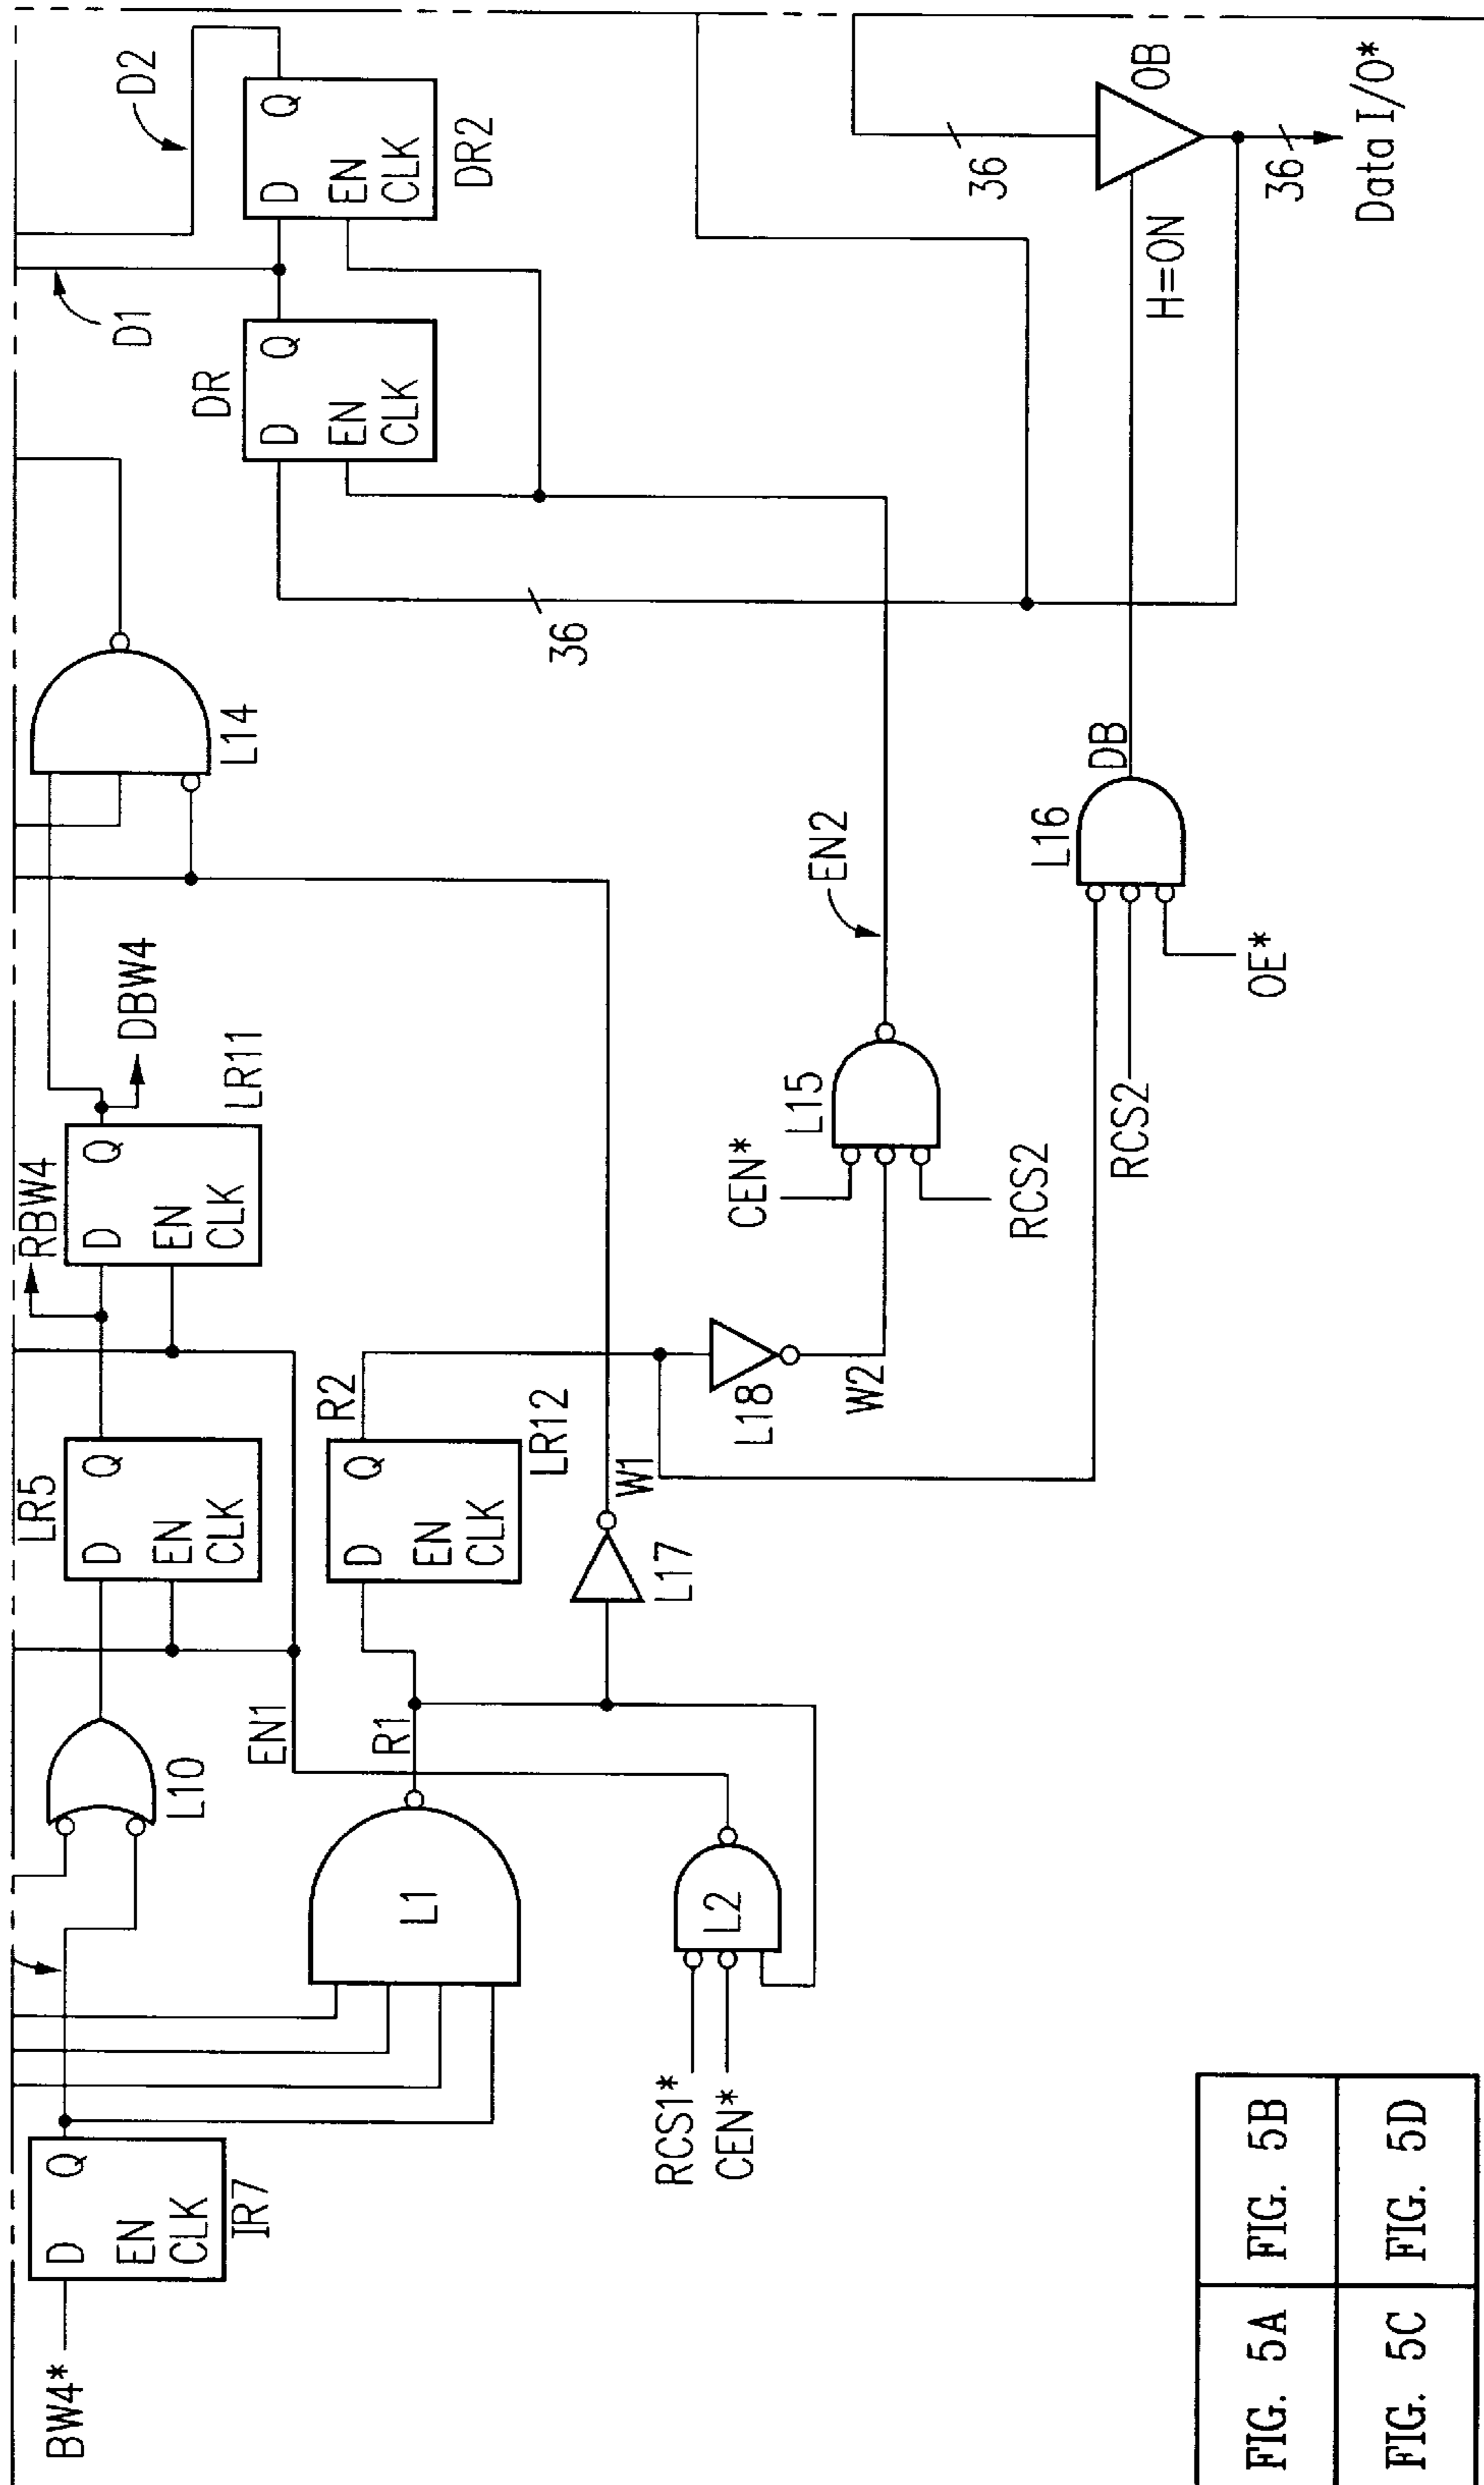 BW4*
D Q
EN
CLK
IR7
L10
LR5
D Q
EN
CLK
RBW4
D Q
EN
CLK
LR11
DBW4
L14
D1
D2
DR
D Q
EN
CLK
D Q
EN
CLK
DR2
EN1
L1
R1
D Q
EN
CLK
R2
LR12
L17
W1
RCS1*
CEN*
L2
L18
W2
CEN*
L15
RCS2
EN2
36
L16
DB
RCS2
OE*
H=ON
36
OB
36
Data I/O*
FIG. 5A FIG. 5B
FIG. 5C FIG. 5D